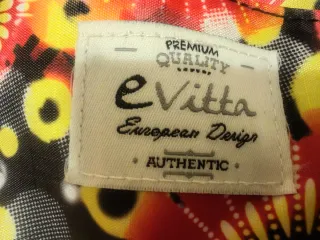 PREMIUM
QUALITY
eVitta
European Design
AUTHENTIC